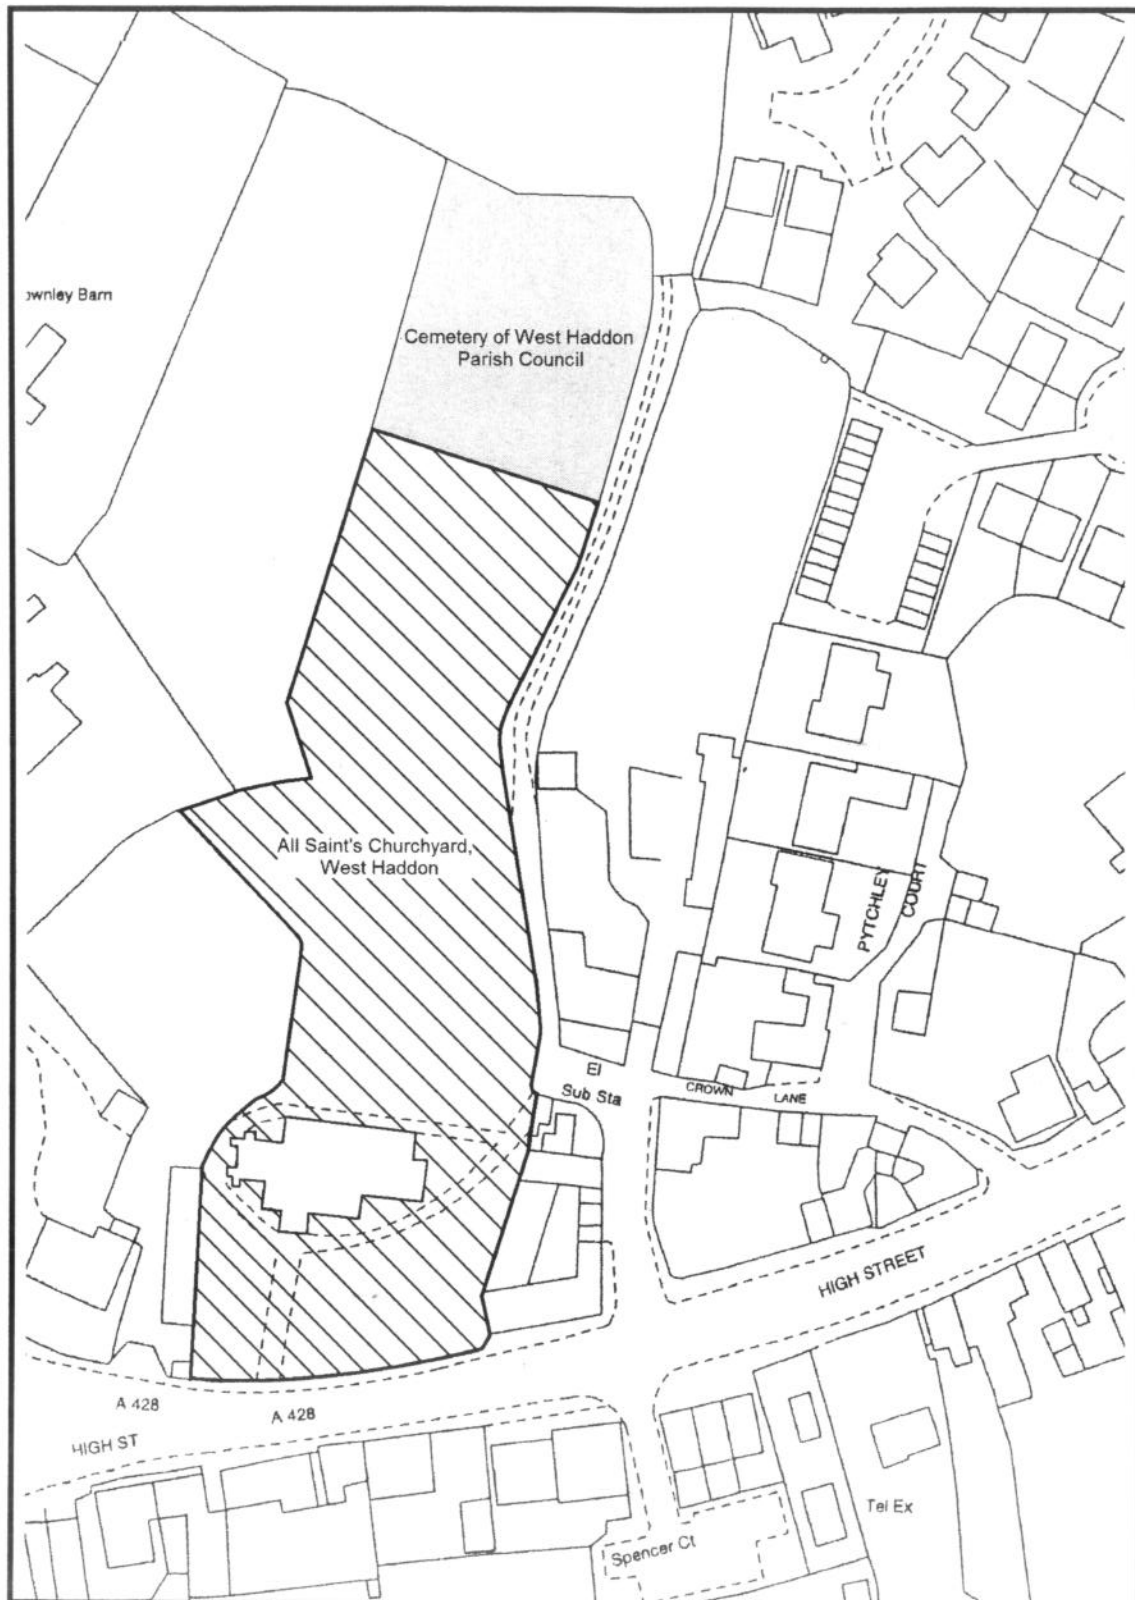 ownley Barn
Cemetery of West Haddon
Parish Council
All Saint's Churchyard,
West Haddon
PYTCHLEY
COURT
El
Sub Sta
CROWN
LANE
HIGH STREET
A 428
A 428
HIGH ST
Tel Ex
Spencer Ct